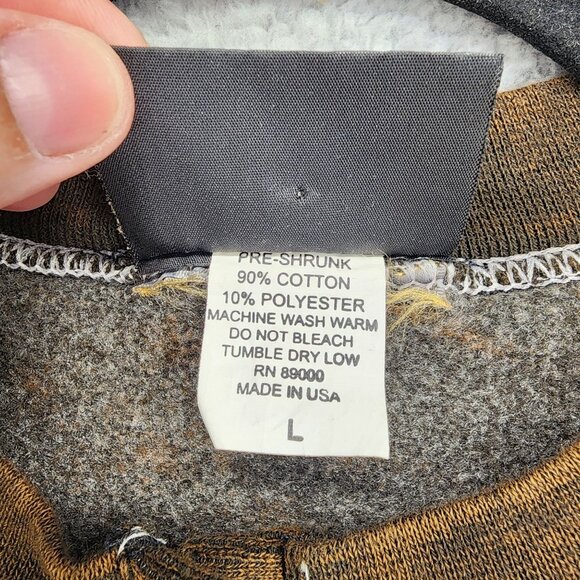 PRE-SHRUNK
90% COTTON
10% POLYESTER
MACHINE WASH WARM
DO NOT BLEACH
TUMBLE DRY LOW
RN 89000
MADE IN USA
L